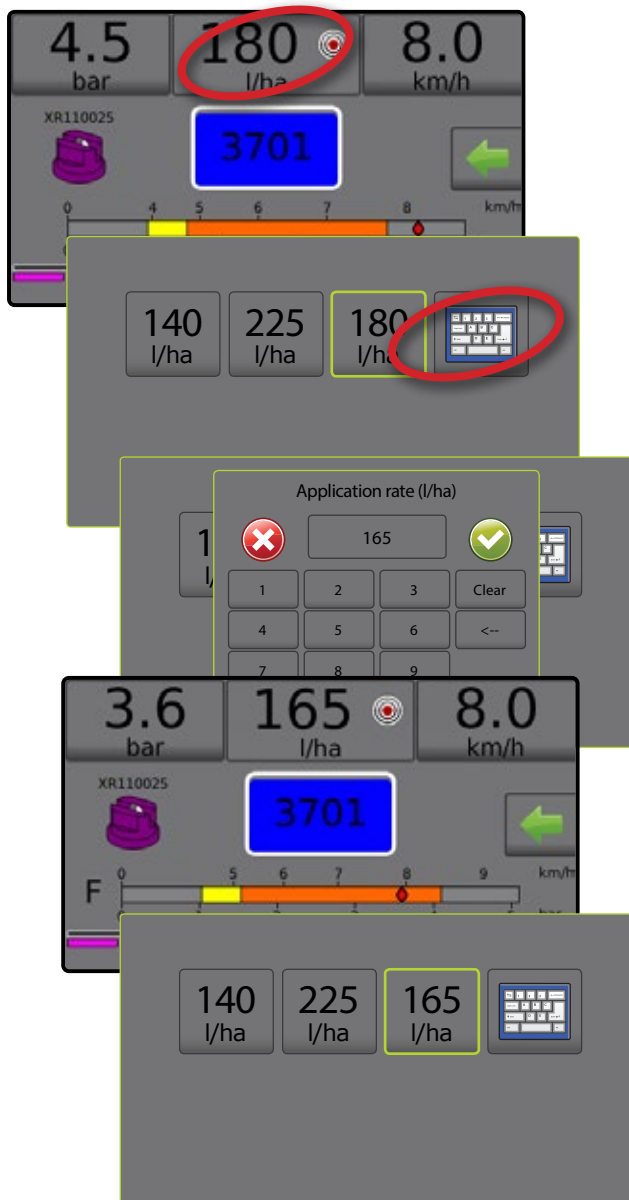 4.5 180 8.0
bar l/ha km/h
XR110025
3701
0 4 5 6 7 8 km/h
140 225 180
l/ha l/ha l/ha
Application rate (l/ha)
165
1 2 3 Clear
4 5 6 <--
7 8 9
3.6 165 8.0
bar l/ha km/h
XR110025
3701
0 5 6 7 8 9 km/h
F
140 225 165
l/ha l/ha l/ha